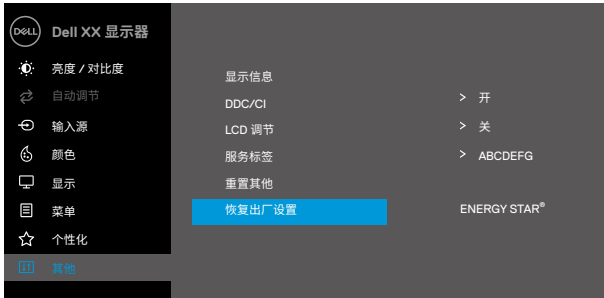 DELL Dell XX 显示器
亮度 / 对比度
自动调节
输入源
颜色
显示
菜单
个性化
其他
显示信息
DDC/CI > 开
LCD 调节 > 关
服务标签 > ABCDEFG
重置其他
恢复出厂设置 ENERGY STAR®